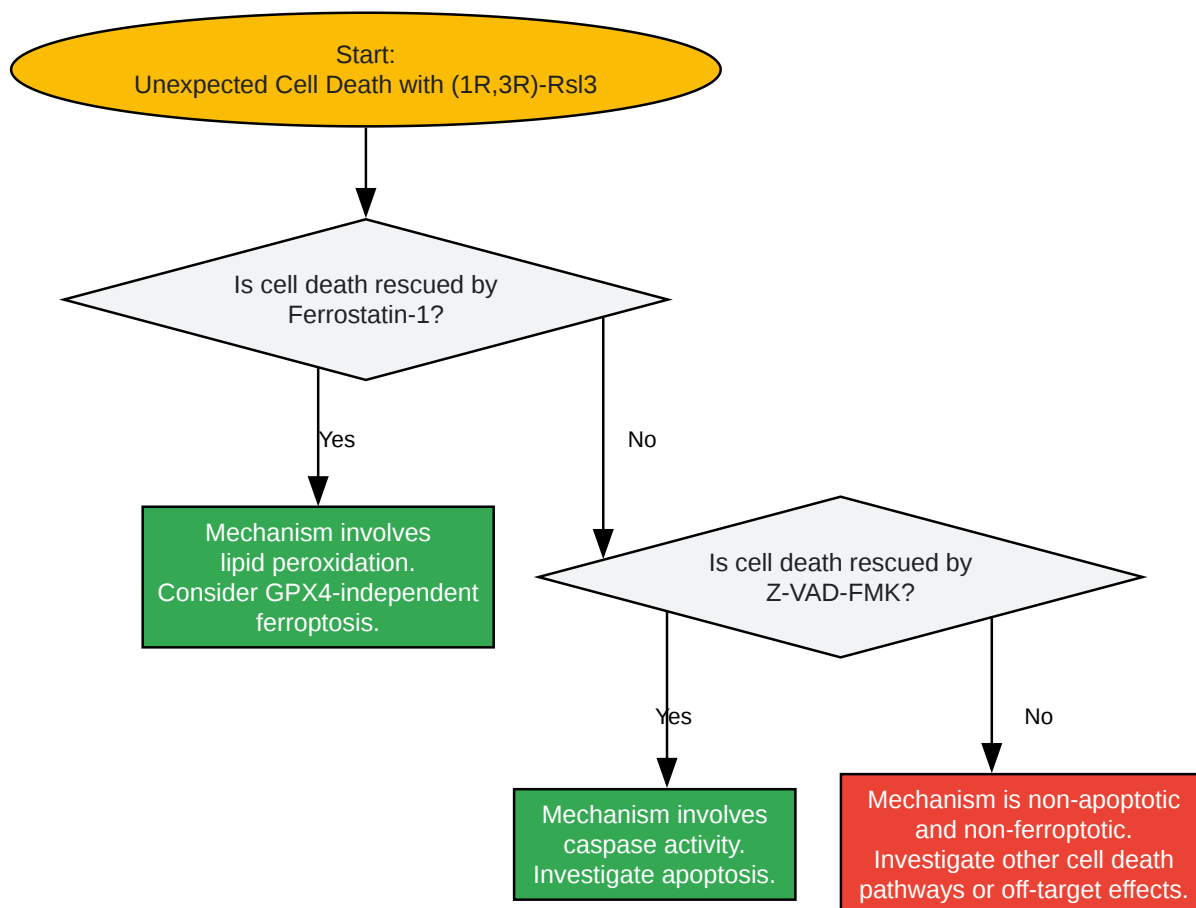 Start:
Unexpected Cell Death with (1R,3R)-Rsl3
Is cell death rescued by
Ferrostatin-1?
Yes
No
Mechanism involves
lipid peroxidation.
Consider GPX4-independent
ferroptosis.
Is cell death rescued by
Z-VAD-FMK?
Yes
No
Mechanism involves
caspase activity.
Investigate apoptosis.
Mechanism is non-apoptotic
and non-ferroptotic.
Investigate other cell death
pathways or off-target effects.